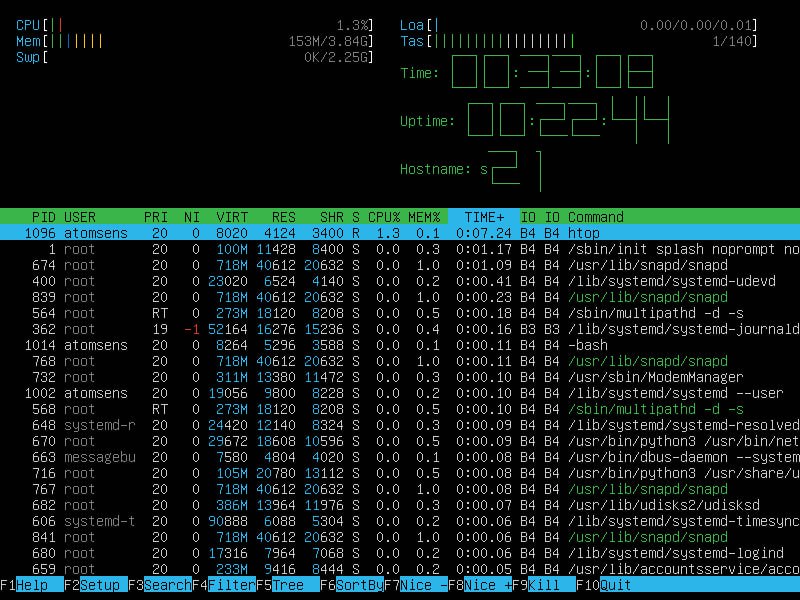 CPU[|| 1.3%] Loa[| 0.00/0.00/0.01]
Mem[||||||| 153M/3.84G] Tas[|||||||||||||||||| 1/140]
Swp[ 0K/2.25G]
Time: 00:33:08
Uptime: 00:22:44
Hostname: s21
PID USER PRI NI VIRT RES SHR S CPU% MEM% TIME+ IO IO Command
1096 atomsens 20 0 8020 4124 3400 R 1.3 0.1 0:07.24 B4 B4 htop
1 root 20 0 100M 11428 8400 S 0.0 0.3 0:01.17 B4 B4 /sbin/init splash noprompt no
674 root 20 0 718M 40612 20632 S 0.0 1.0 0:01.09 B4 B4 /usr/lib/snapd/snapd
400 root 20 0 23020 6524 4140 S 0.0 0.2 0:00.41 B4 B4 /lib/systemd/systemd-udevd
839 root 20 0 718M 40612 20632 S 0.0 1.0 0:00.23 B4 B4 /usr/lib/snapd/snapd
564 root RT 0 273M 18120 8208 S 0.0 0.5 0:00.18 B4 B4 /sbin/multipathd -d -s
362 root 19 -1 52164 16276 15236 S 0.0 0.4 0:00.16 B3 B3 /lib/systemd/systemd-journald
1014 atomsens 20 0 8264 5296 3588 S 0.0 0.1 0:00.11 B4 B4 -bash
768 root 20 0 718M 40612 20632 S 0.0 1.0 0:00.11 B4 B4 /usr/lib/snapd/snapd
732 root 20 0 311M 13380 11472 S 0.0 0.3 0:00.10 B4 B4 /usr/sbin/ModemManager
1002 atomsens 20 0 19056 9800 8228 S 0.0 0.2 0:00.10 B4 B4 /lib/systemd/systemd --user
568 root RT 0 273M 18120 8208 S 0.0 0.5 0:00.10 B4 B4 /sbin/multipathd -d -s
648 systemd-r 20 0 24420 12140 8324 S 0.0 0.3 0:00.09 B4 B4 /lib/systemd/systemd-resolved
670 root 20 0 29672 18608 10596 S 0.0 0.5 0:00.09 B4 B4 /usr/bin/python3 /usr/bin/net
663 messagebu 20 0 7580 4804 4020 S 0.0 0.1 0:00.08 B4 B4 /usr/bin/dbus-daemon --system
716 root 20 0 105M 20780 13112 S 0.0 0.5 0:00.08 B4 B4 /usr/bin/python3 /usr/share/u
767 root 20 0 718M 40612 20632 S 0.0 1.0 0:00.08 B4 B4 /usr/lib/snapd/snapd
682 root 20 0 386M 13964 11976 S 0.0 0.3 0:00.07 B4 B4 /usr/lib/udisks2/udisksd
606 systemd-t 20 0 90888 6088 5304 S 0.0 0.2 0:00.06 B4 B4 /lib/systemd/systemd-timesync
841 root 20 0 718M 40612 20632 S 0.0 1.0 0:00.06 B4 B4 /usr/lib/snapd/snapd
680 root 20 0 17316 7964 7068 S 0.0 0.2 0:00.06 B4 B4 /lib/systemd/systemd-logind
659 root 20 0 233M 9416 8444 S 0.0 0.2 0:00.05 B4 B4 /usr/lib/accountsservice/acco
F1Help F2Setup F3SearchF4FilterF5Tree F6SortByF7Nice -F8Nice +F9Kill F10Quit